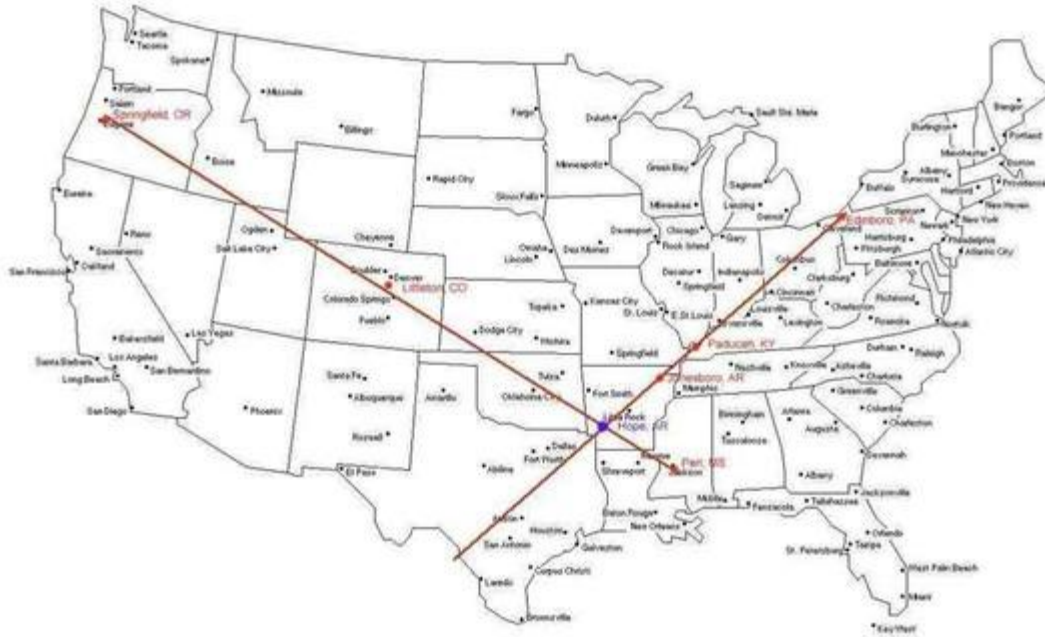 Seattle
Tacoma
Spokane
Portland
Salem
Springfield, OR
Eugene
Missoula
Billings
Boise
Fargo
Duluth
Sault Ste. Marie
Minneapolis
Green Bay
Rapid City
Sioux Falls
Milwaukee
Saginaw
Lansing
Detroit
Bangor
Burlington
Portland
Manchester
Boston
Albany
Syracuse
Buffalo
Hartford
Providence
New Haven
Scranton
New York
Newark
Edinboro, PA
Cleveland
Harrisburg
Philadelphia
Pittsburgh
Atlantic City
Baltimore
Eureka
Reno
Sacramento
Oakland
San Francisco
Ogden
Salt Lake City
Cheyenne
Boulder
Denver
Littleton, CO
Colorado Springs
Pueblo
Omaha
Lincoln
Des Moines
Davenport
Rock Island
Chicago
Gary
Decatur
Springfield
Indianapolis
Columbus
Clarksburg
Cincinnati
Charleston
Richmond
Roanoke
Norfolk
Topeka
Kansas City
St. Louis
E.St.Louis
Evansville
Louisville
Lexington
Dodge City
Wichita
Springfield
Paducah, KY
Durham
Raleigh
Bakersfield
Las Vegas
Santa Barbara
Los Angeles
Long Beach
San Bernardino
San Diego
Phoenix
Santa Fe
Albuquerque
Roswell
Amarillo
Tulsa
Oklahoma City
Fort Smith
Jonesboro, AR
Memphis
Nashville
Knoxville
Asheville
Charlotte
Greenville
Columbia
Charleston
Little Rock
Hope, AR
Birmingham
Tuscaloosa
Atlanta
Augusta
El Paso
Dallas
Fort Worth
Abiline
Shreveport
Monroe
Perl, MS
Jackson
Savannah
Albany
Austin
Houston
San Antonio
Galveston
Baton Rouge
New Orleans
Mobile
Pensacola
Tallahassee
Jacksonville
Orlando
Tampa
St. Petersburg
West Palm Beach
Miami
Key West
Laredo
Corpus Christi
Brownsville